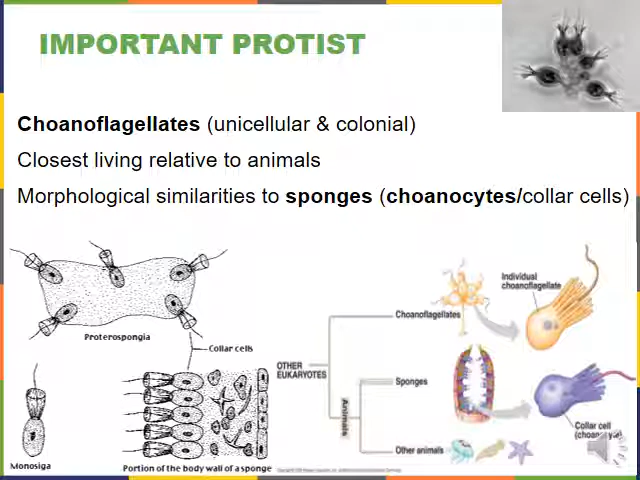 IMPORTANT PROTIST
Choanoflagellates (unicellular & colonial)
Closest living relative to animals
Morphological similarities to sponges (choanocytes/collar cells)
Proterospongia
Collar cells
Monosiga
Portion of the body wall of a sponge
OTHER
EUKARYOTES
Animals
Choanoflagellates
Sponges
Other animals
Individual
choanoflagellate
Collar cell